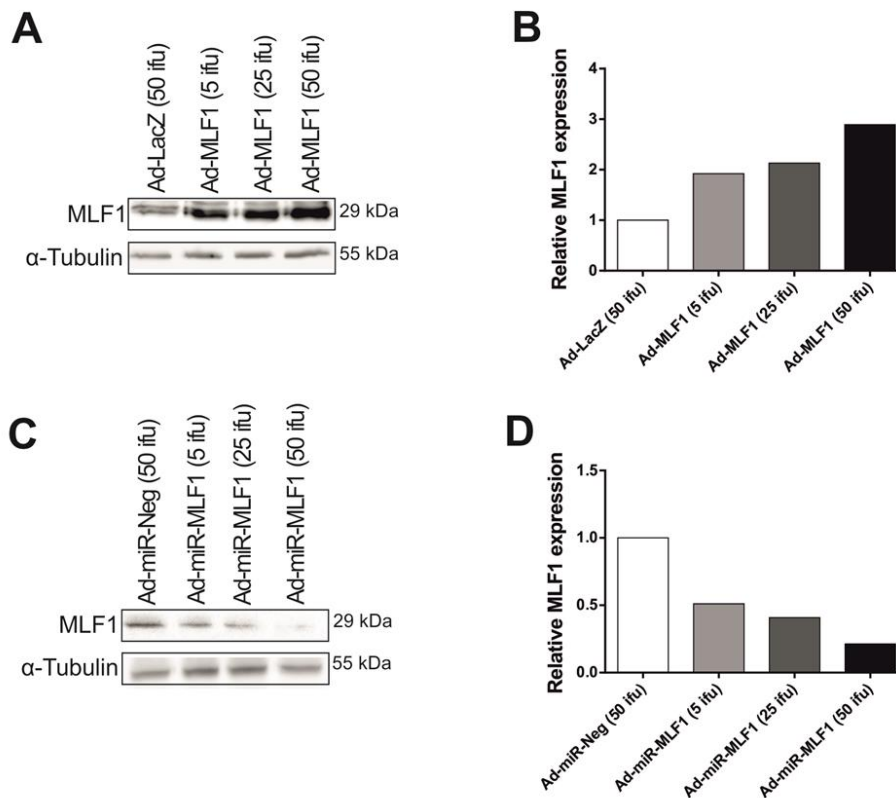 A
Ad-LacZ (50 ifu)
Ad-MLF1 (5 ifu)
Ad-MLF1 (25 ifu)
Ad-MLF1 (50 ifu)
MLF1
29 kDa
α-Tubulin
55 kDa
B
Relative MLF1 expression
4
3
2
1
0
Ad-LacZ (50 ifu)
Ad-MLF1 (5 ifu)
Ad-MLF1 (25 ifu)
Ad-MLF1 (50 ifu)
C
Ad-miR-Neg (50 ifu)
Ad-miR-MLF1 (5 ifu)
Ad-miR-MLF1 (25 ifu)
Ad-miR-MLF1 (50 ifu)
MLF1
29 kDa
α-Tubulin
55 kDa
D
Relative MLF1 expression
1.5
1.0
0.5
0.0
Ad-miR-Neg (50 ifu)
Ad-miR-MLF1 (5 ifu)
Ad-miR-MLF1 (25 ifu)
Ad-miR-MLF1 (50 ifu)